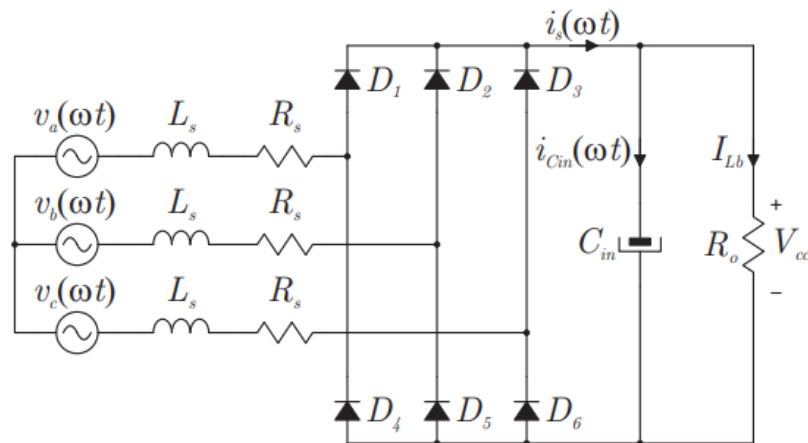 i_s(ωt)
D_1 D_2 D_3
v_a(ωt) L_s R_s
i_Cin(ωt) I_Lb
v_b(ωt) L_s R_s
+
C_in R_o
−
v_c(ωt) L_s R_s
D_4 D_5 D_6